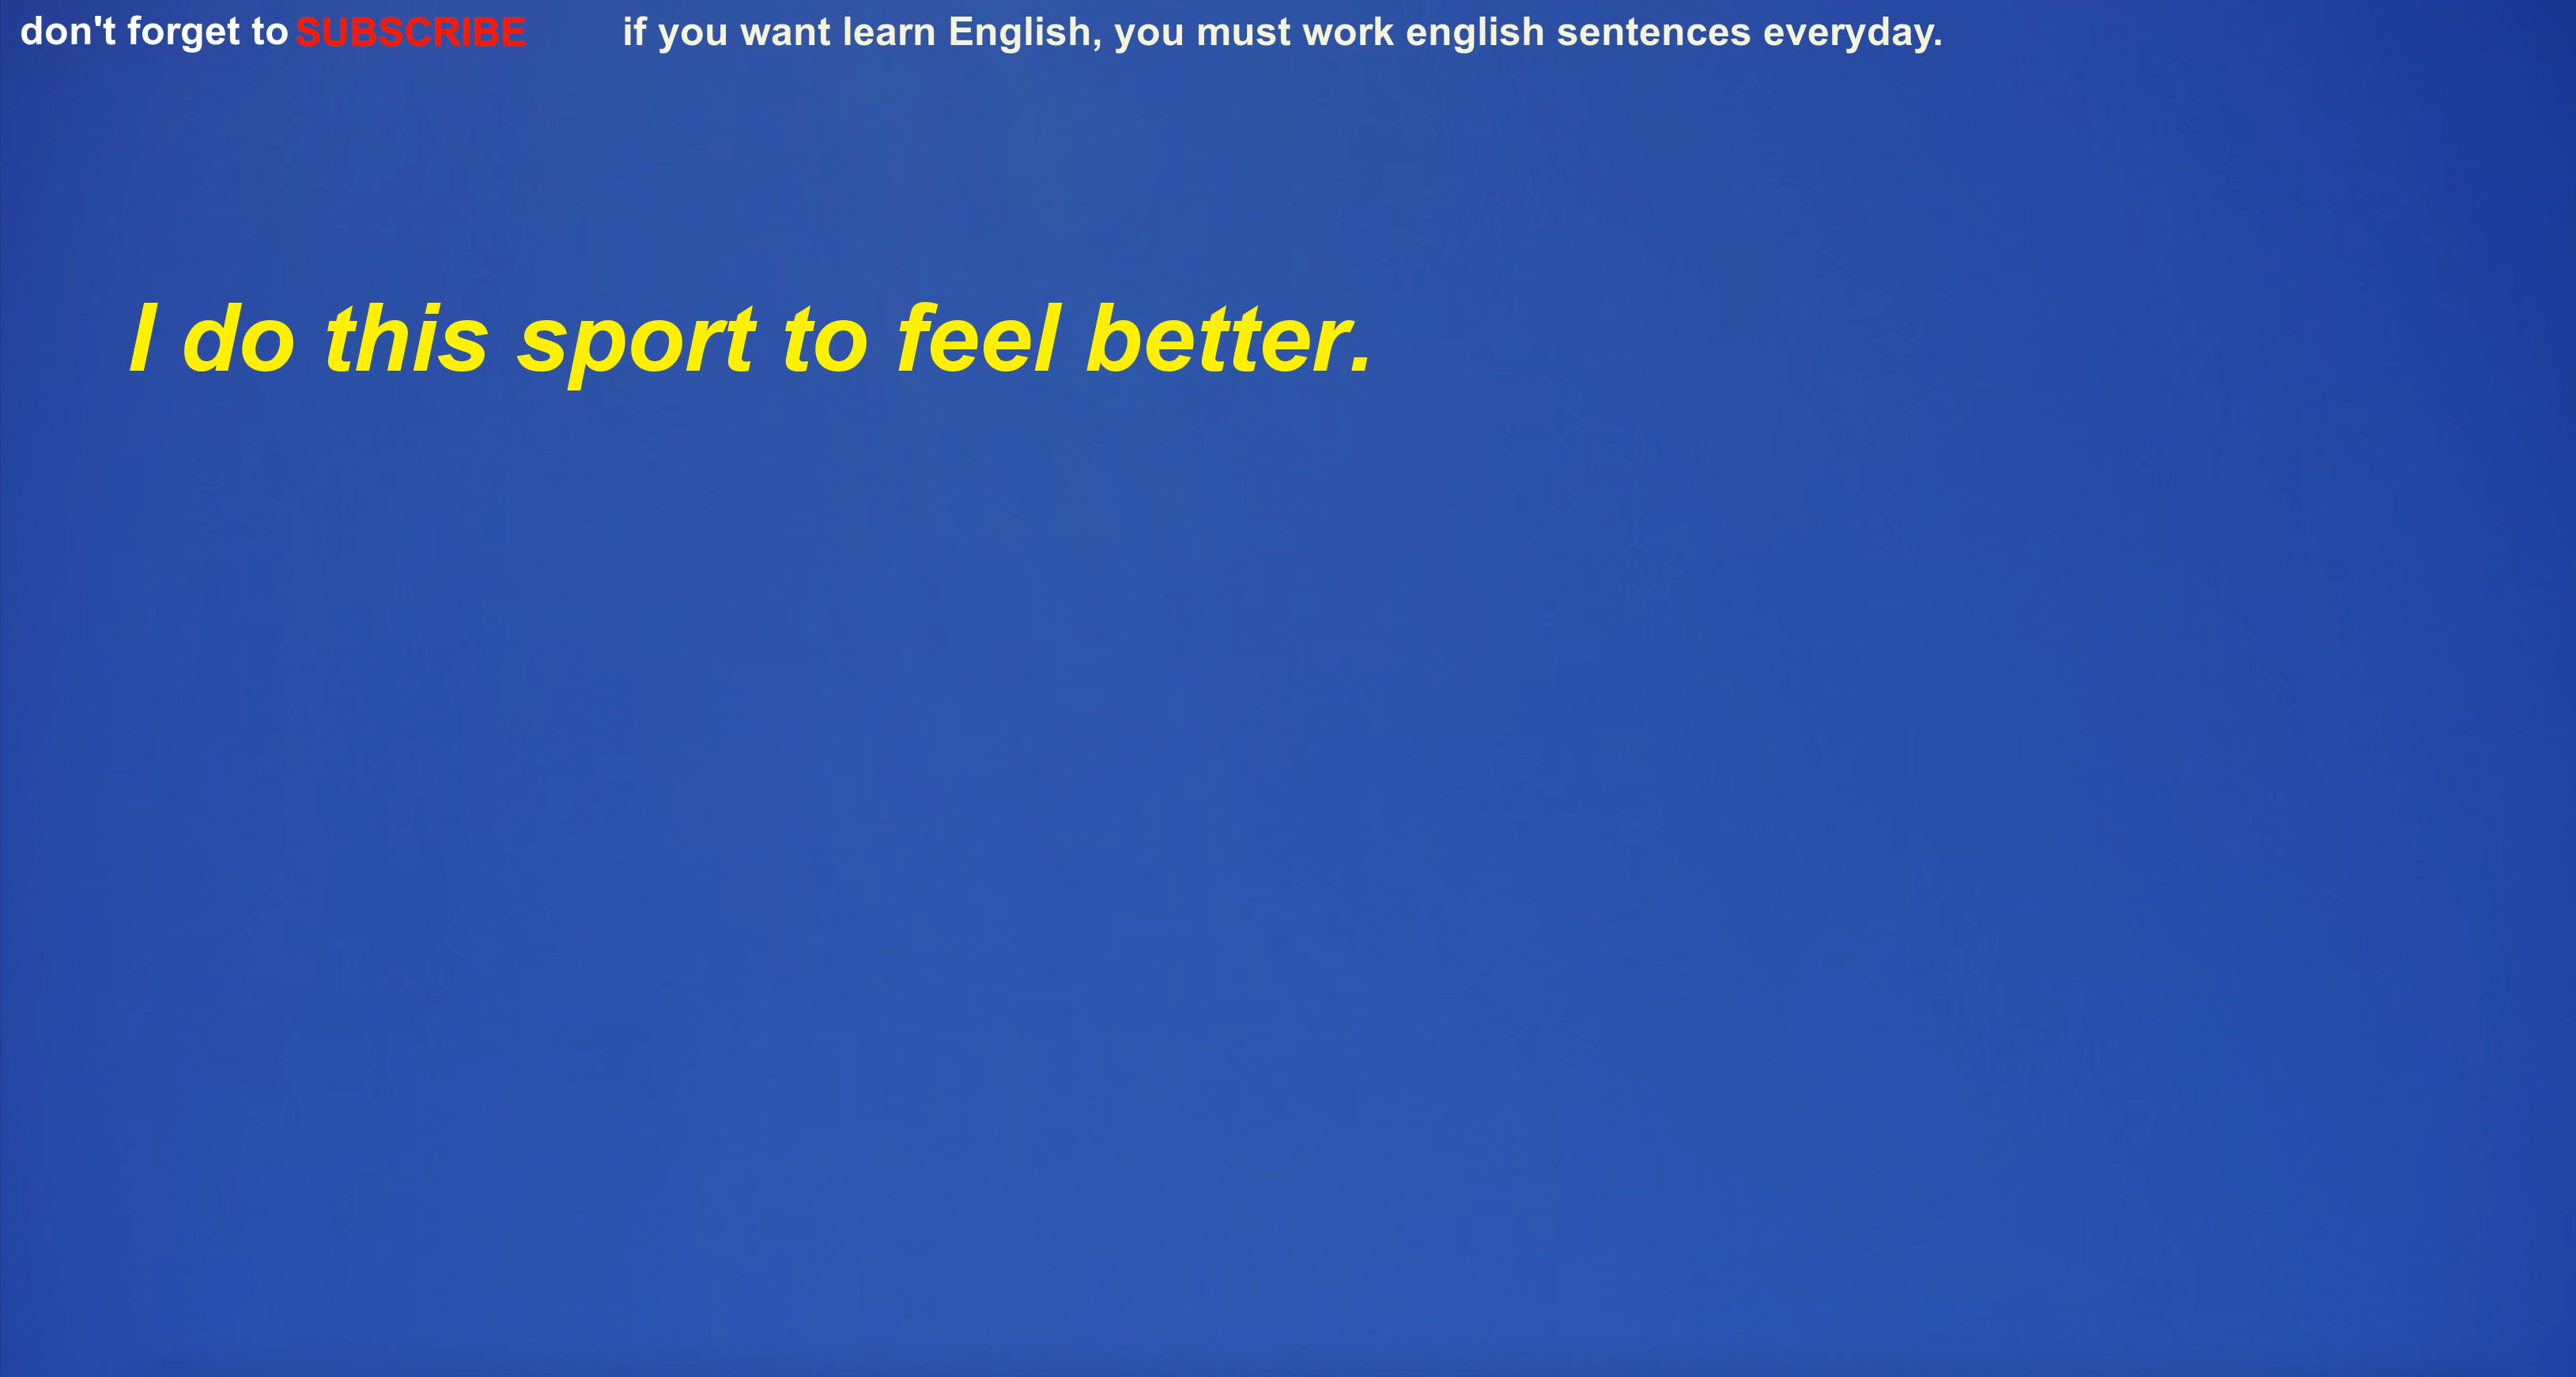 don't forget to SUBSCRIBE if you want learn English, you must work english sentences everyday.
I do this sport to feel better.